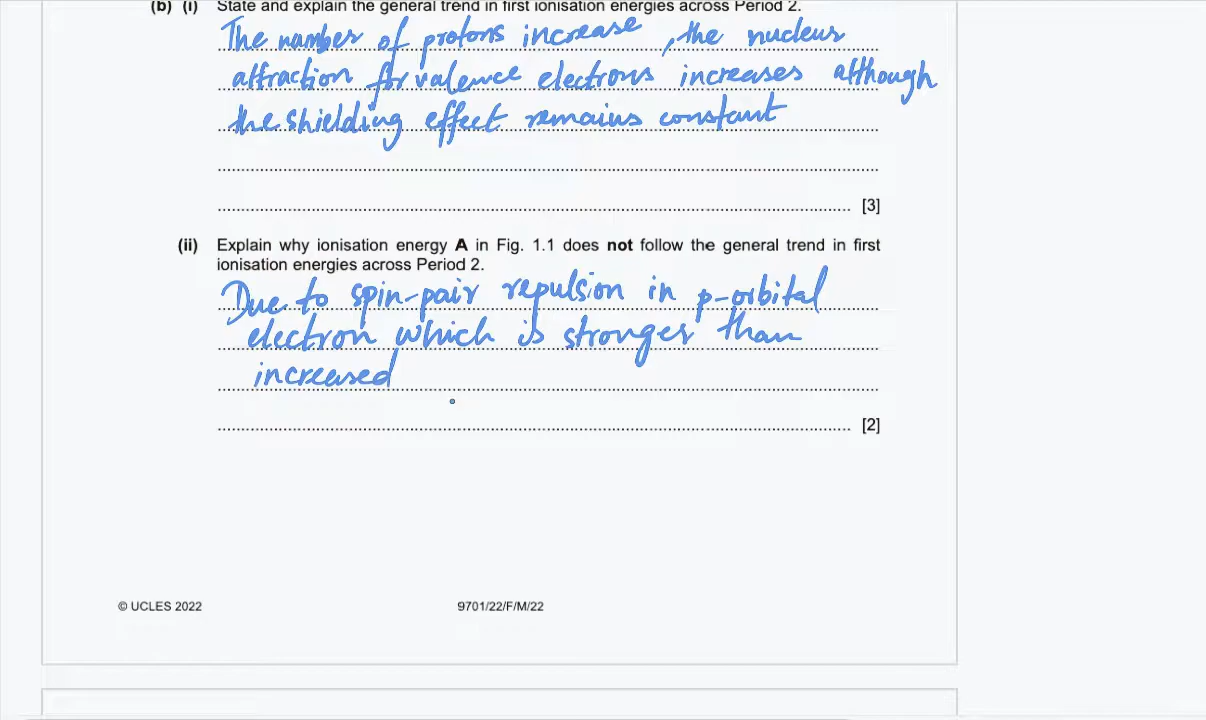 (b) (i) State and explain the general trend in first ionisation energies across Period 2.
The number of protons increase, the nucleus
attraction for valence electrons increases although
the shielding effect remains constant
[3]
(ii) Explain why ionisation energy A in Fig. 1.1 does not follow the general trend in first
ionisation energies across Period 2.
Due to spin-pair repulsion in p-orbital
electron which is stronger than
increased
[2]
© UCLES 2022 9701/22/F/M/22